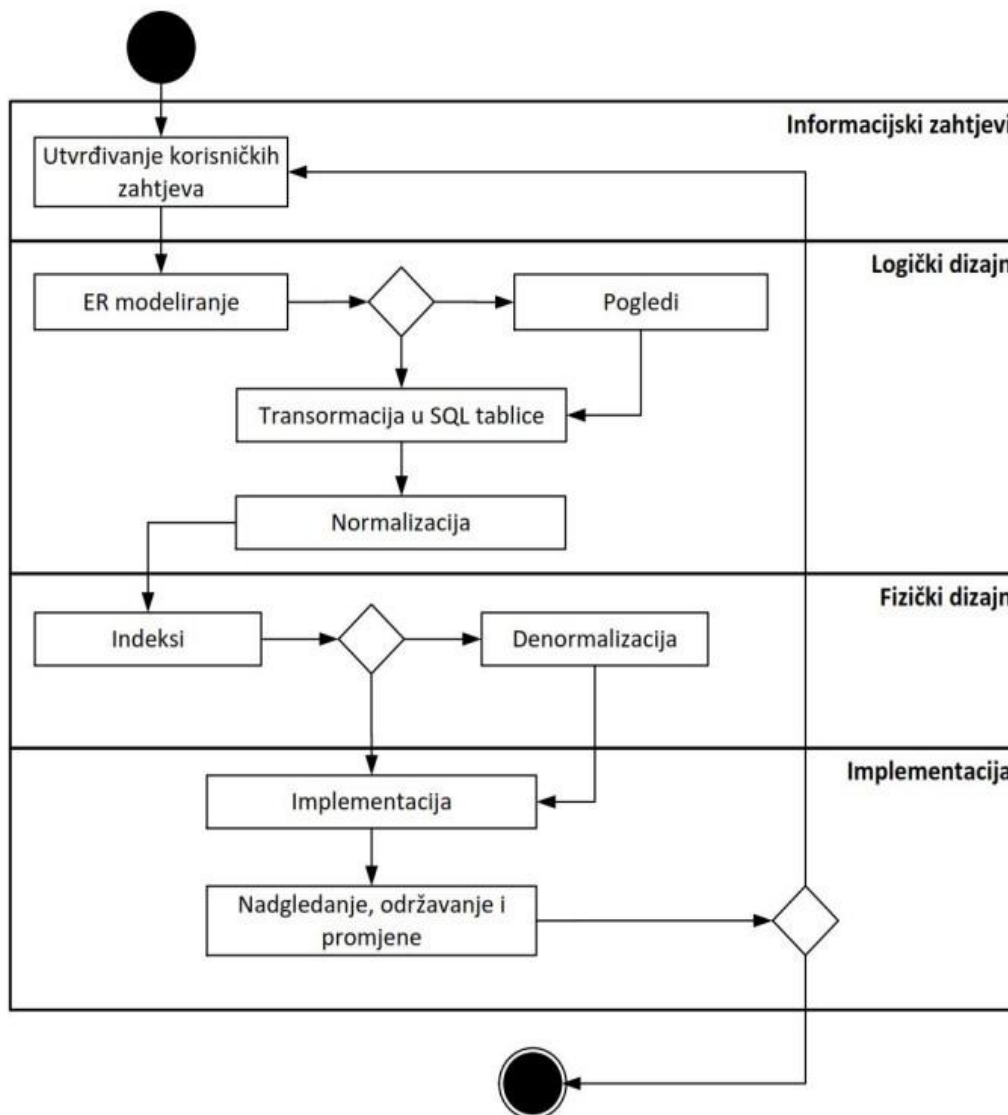 Informacijski zahtjevi
Utvrđivanje korisničkih
zahtjeva
Logički dizajn
ER modeliranje
Pogledi
Transormacija u SQL tablice
Normalizacija
Fizički dizajn
Indeksi
Denormalizacija
Implementacija
Implementacija
Nadgledanje, održavanje i
promjene